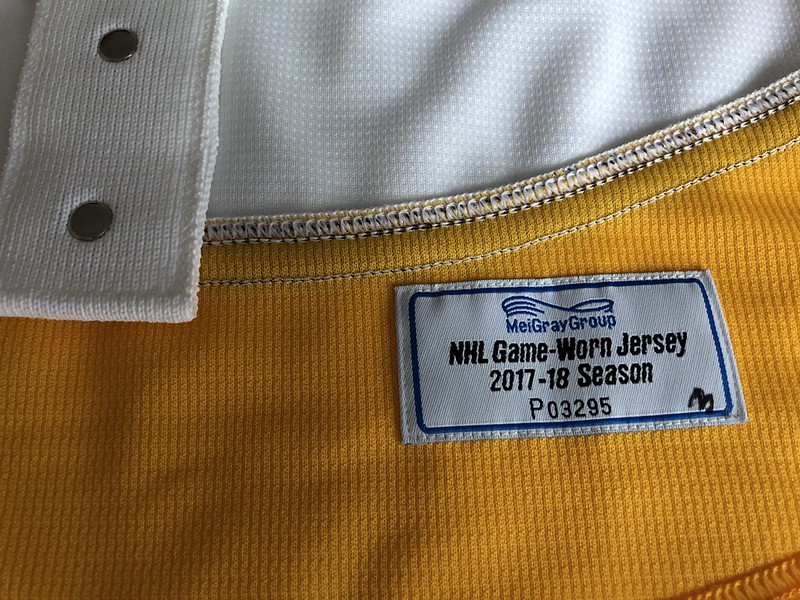 MeiGrayGroup
NHL Game-Worn Jersey
2017-18 Season
P03295